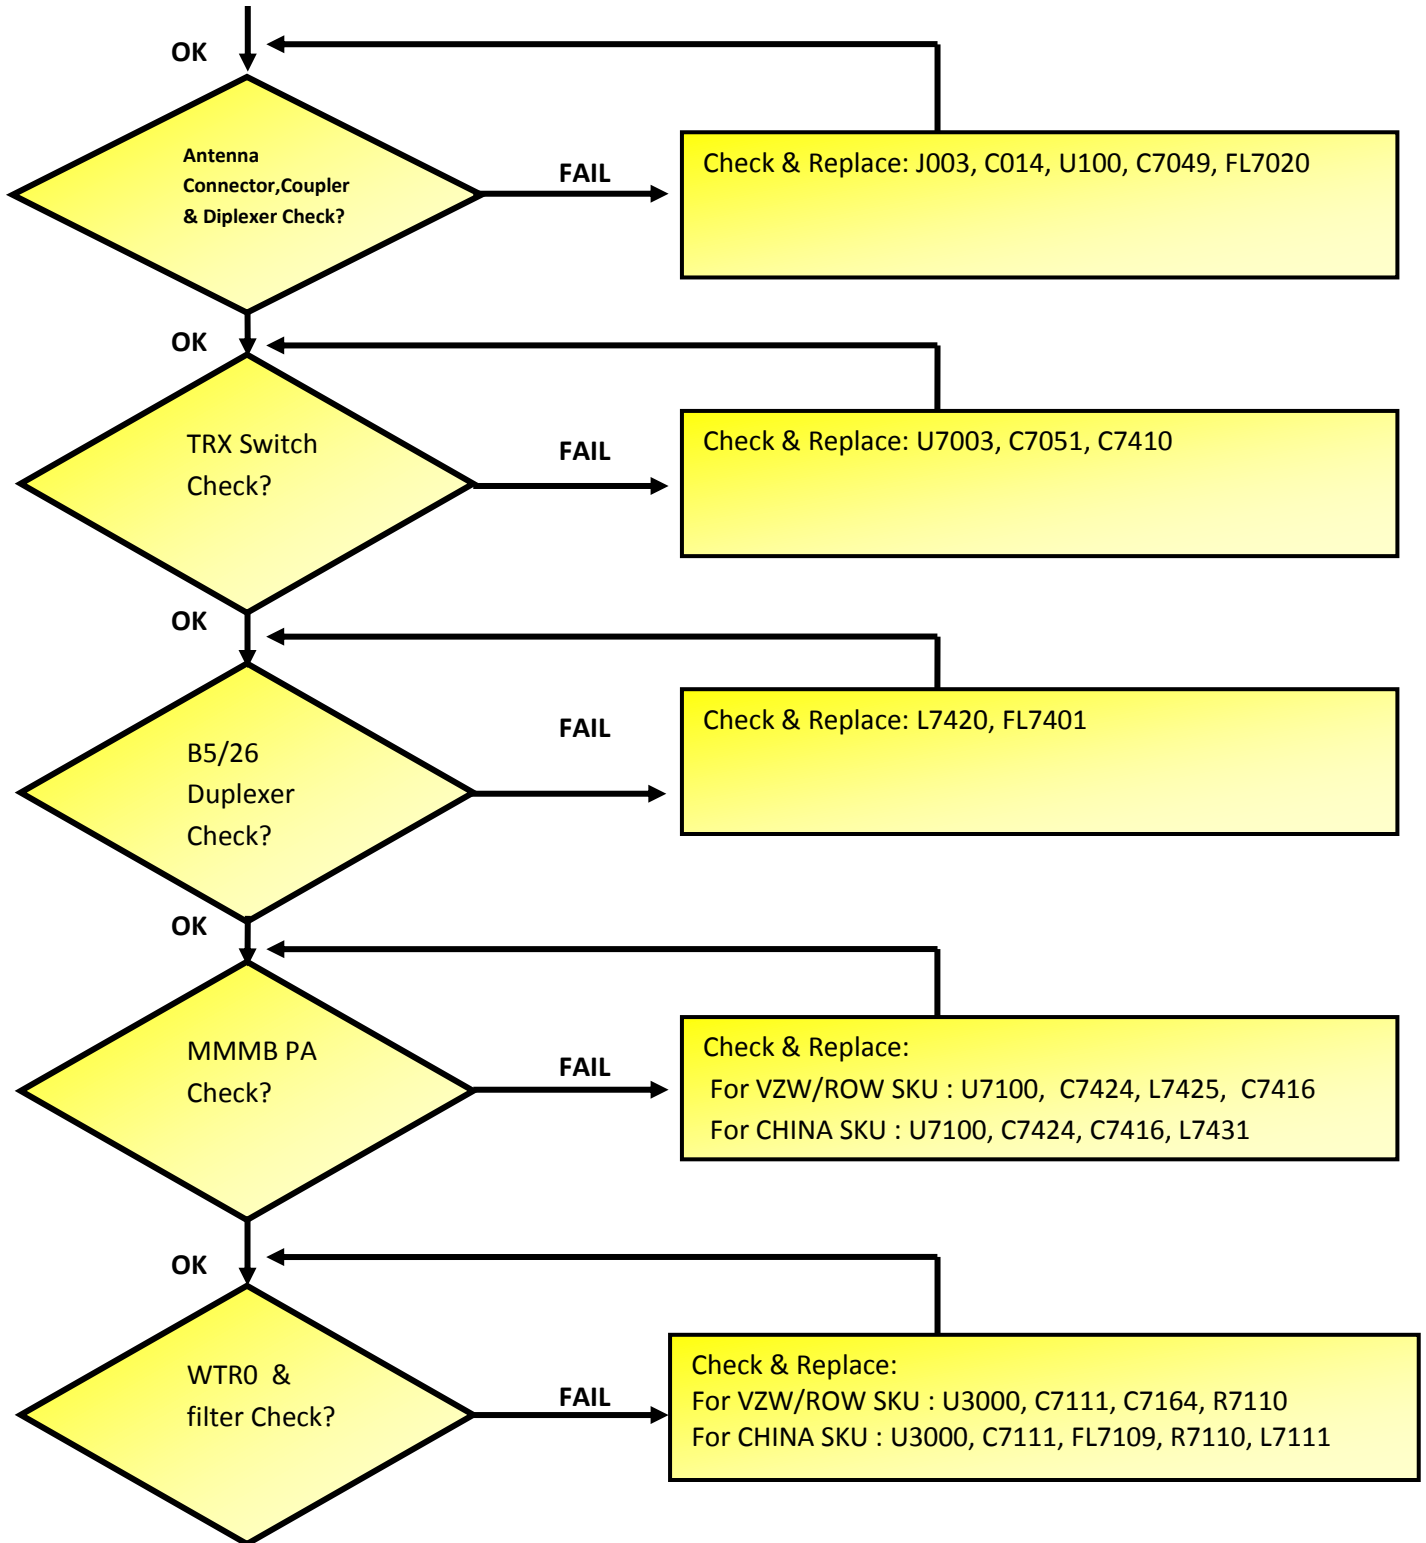 OK
Antenna
Connector,Coupler
& Diplexer Check?
FAIL
Check & Replace: J003, C014, U100, C7049, FL7020
OK
TRX Switch
Check?
FAIL
Check & Replace: U7003, C7051, C7410
OK
B5/26
Duplexer
Check?
FAIL
Check & Replace: L7420, FL7401
OK
MMMB PA
Check?
FAIL
Check & Replace:
For VZW/ROW SKU : U7100, C7424, L7425, C7416
For CHINA SKU : U7100, C7424, C7416, L7431
OK
WTR0 &
filter Check?
FAIL
Check & Replace:
For VZW/ROW SKU : U3000, C7111, C7164, R7110
For CHINA SKU : U3000, C7111, FL7109, R7110, L7111